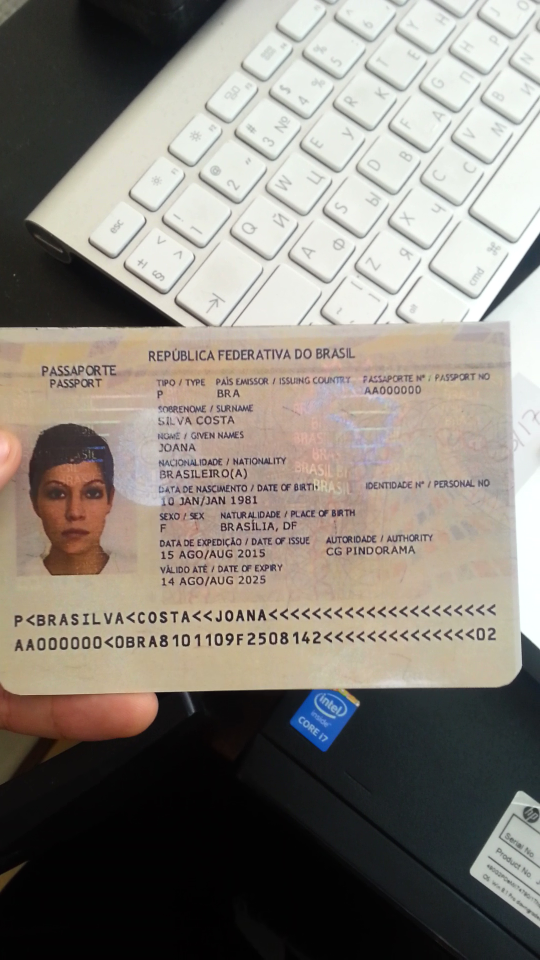 esc
REPÚBLICA FEDERATIVA DO BRASIL
PASSAPORTE
PASSPORT
TIPO / TYPE PAÍS EMISSOR / ISSUING COUNTRY PASSAPORTE Nº / PASSPORT NO
P BRA AA000000
SOBRENOME / SURNAME
SILVA COSTA
NOME / GIVEN NAMES
JOANA
NACIONALIDADE / NATIONALITY
BRASILEIRO(A)
DATA DE NASCIMENTO / DATE OF BIRTH IDENTIDADE Nº / PERSONAL NO
10 JAN/JAN 1981
SEXO / SEX NATURALIDADE / PLACE OF BIRTH
F BRASÍLIA, DF
DATA DE EXPEDIÇÃO / DATE OF ISSUE AUTORIDADE / AUTHORITY
15 AGO/AUG 2015 CG PINDORAMA
VÁLIDO ATÉ / DATE OF EXPIRY
14 AGO/AUG 2025
P<BRASILVA<COSTA<<JOANA<<<<<<<<<<<<<<<<<<<<<
AA000000<0BRA8101109F2508142<<<<<<<<<<<<<<02
intel
inside
CORE i7
hp
Serial No
Product No
cmd